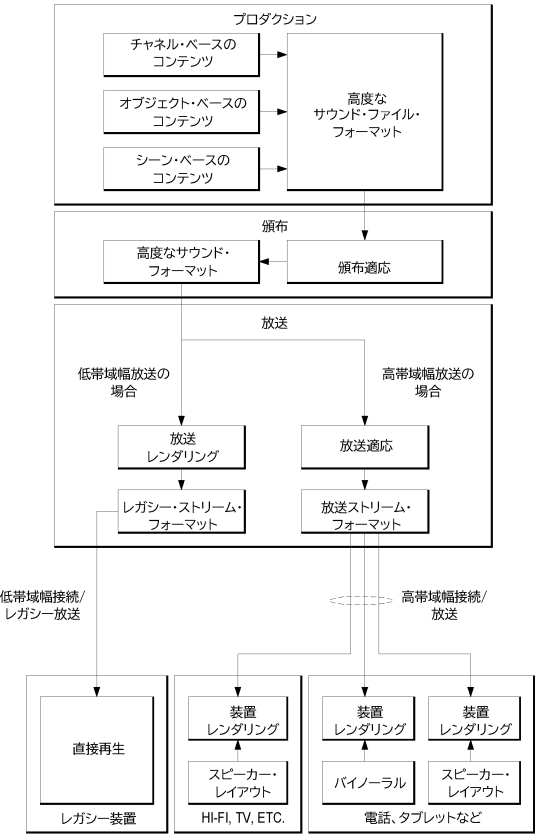 プロダクション
チャネル・ベースの
コンテンツ
オブジェクト・ベースの
コンテンツ
シーン・ベースの
コンテンツ
高度な
サウンド・ファイル・
フォーマット
頒布
高度なサウンド・
フォーマット
頒布適応
放送
低帯域幅放送の
場合
高帯域幅放送の
場合
放送
レンダリング
放送適応
レガシー・ストリーム・
フォーマット
放送ストリーム・
フォーマット
低帯域幅接続/
レガシー放送
高帯域幅接続/
放送
直接再生
レガシー装置
装置
レンダリング
スピーカー・
レイアウト
HI-FI, TV, ETC.
装置
レンダリング
バイノーラル
装置
レンダリング
スピーカー・
レイアウト
電話、タブレットなど